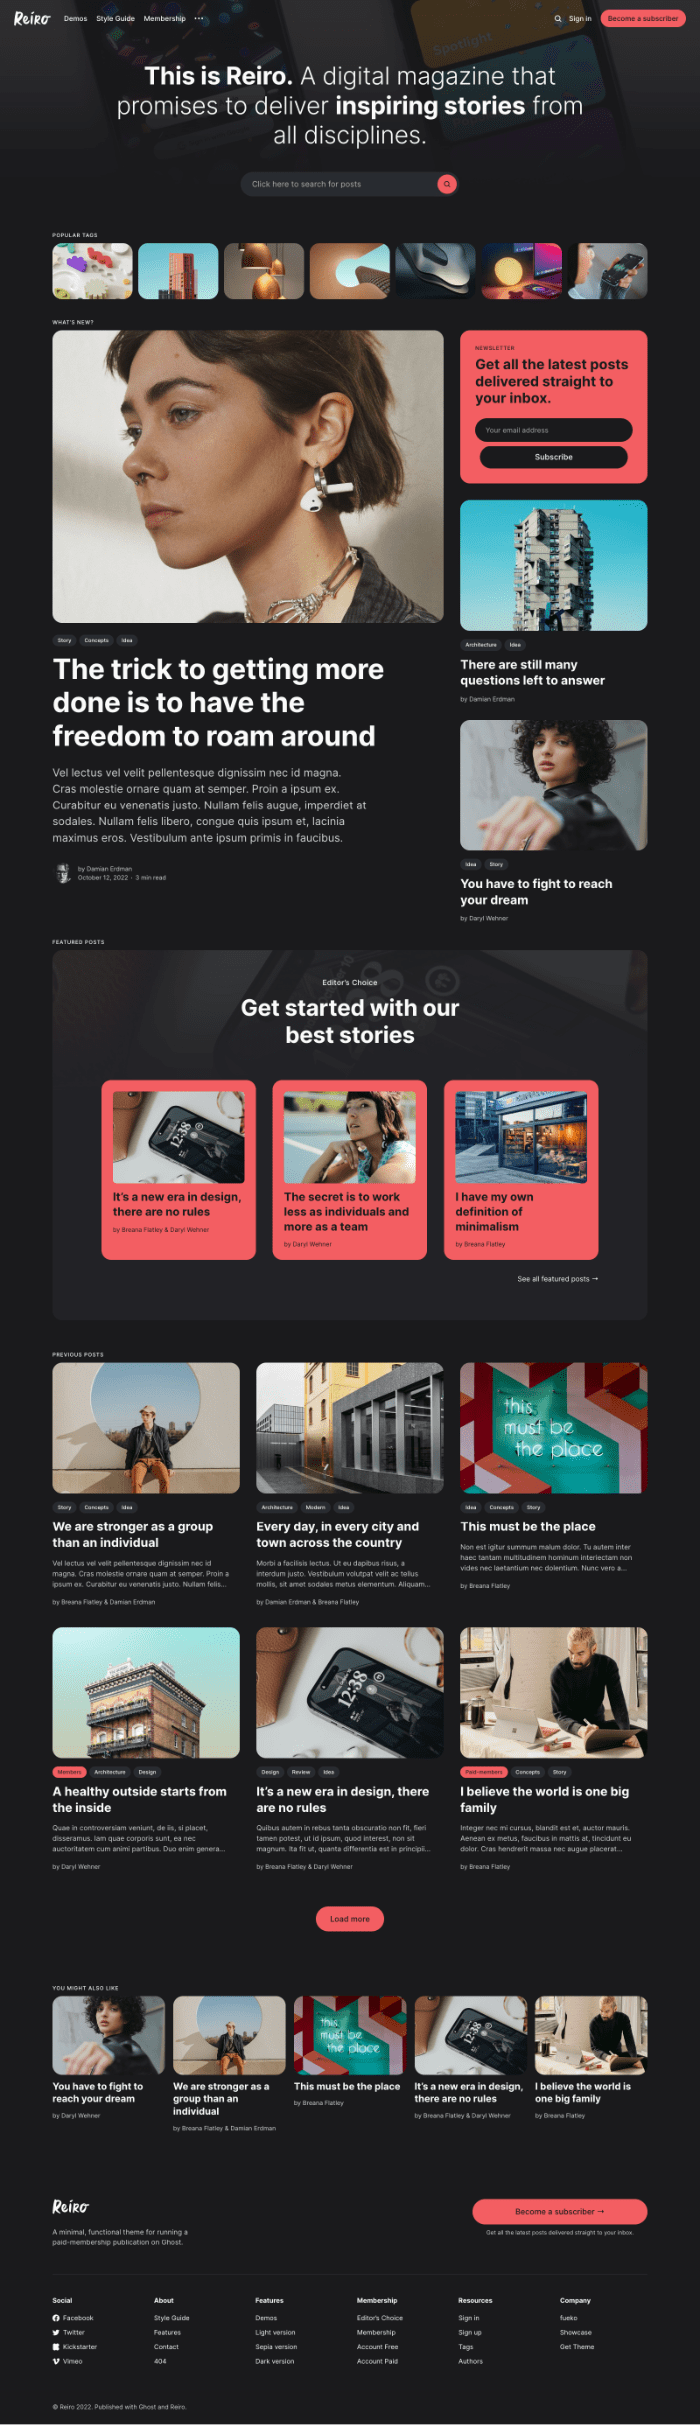 Reiro Demos Style Guide Membership ··· Sign in Become a subscriber
Spotlight
This is Reiro. A digital magazine that
promises to deliver inspiring stories from
all disciplines.
Click here to search for posts
POPULAR TAGS
WHAT'S NEW?
NEWSLETTER
Get all the latest posts
delivered straight to
your inbox.
Your email address
Subscribe
Story Concepts Idea
The trick to getting more
done is to have the
freedom to roam around
Vel lectus vel velit pellentesque dignissim nec id magna.
Cras molestie ornare quam at semper. Proin a ipsum ex.
Curabitur eu venenatis justo. Nullam felis augue, imperdiet at
sodales. Nullam felis libero, congue quis ipsum et, lacinia
maximus eros. Vestibulum ante ipsum primis in faucibus.
by Damian Erdman
October 12, 2022 · 3 min read
Architecture Idea
There are still many
questions left to answer
by Damian Erdman
Idea Story
You have to fight to reach
your dream
by Daryl Wehner
FEATURED POSTS
Editor's Choice
Get started with our
best stories
12:38
It's a new era in design,
there are no rules
by Breana Flatley & Daryl Wehner
The secret is to work
less as individuals and
more as a team
by Daryl Wehner
I have my own
definition of
minimalism
by Breana Flatley
See all featured posts →
PREVIOUS POSTS
Story Concepts Idea
We are stronger as a group
than an individual
Vel lectus vel velit pellentesque dignissim nec id
magna. Cras molestie ornare quam at semper. Proin a
ipsum ex. Curabitur eu venenatis justo. Nullam felis...
by Breana Flatley & Damian Erdman
Architecture Modern Idea
Every day, in every city and
town across the country
Morbi a facilisis lectus. Ut eu dapibus risus, a
interdum justo. Vestibulum volutpat velit ac tellus
mollis, sit amet sodales metus elementum. Aliquam...
by Damian Erdman & Breana Flatley
this
must be
the place
Idea Concepts Story
This must be the place
Non est igitur summum malum dolor. Tu autem inter
haec tantam multitudinem hominum interiectam non
vides nec laetantium nec dolentium. Nunc vero a...
by Breana Flatley
Members Architecture Design
A healthy outside starts from
the inside
Quae in controversiam veniunt, de iis, si placet,
disseramus. Iam quae corporis sunt, ea nec
auctoritatem cum animi partibus. Duo enim genera...
by Daryl Wehner
12:38
Design Review Idea
It's a new era in design, there
are no rules
Quibus autem in rebus tanta obscuratio non fit, fieri
tamen potest, ut id ipsum, quod interest, non sit
magnum. Ita fit ut, quanta differentia est in principii...
by Breana Flatley & Daryl Wehner
Paid-members Concepts Story
I believe the world is one big
family
Integer nec mi cursus, blandit est et, auctor mauris.
Aenean ex metus, faucibus in mattis at, tincidunt eu
dolor. Cras hendrerit massa nec augue placerat...
by Breana Flatley
Load more
YOU MIGHT ALSO LIKE
You have to fight to
reach your dream
by Daryl Wehner
We are stronger as a
group than an
individual
by Breana Flatley & Damian Erdman
this
must be
the place
This must be the place
by Breana Flatley
12:38
It's a new era in design,
there are no rules
by Breana Flatley & Daryl Wehner
I believe the world is
one big family
by Breana Flatley
Reiro
A minimal, functional theme for running a
paid-membership publication on Ghost.
Become a subscriber →
Get all the latest posts delivered straight to your inbox.
Social
Facebook
Twitter
Kickstarter
Vimeo
About
Style Guide
Features
Contact
404
Features
Demos
Light version
Sepia version
Dark version
Membership
Editor's Choice
Membership
Account Free
Account Paid
Resources
Sign in
Sign up
Tags
Authors
Company
fueko
Showcase
Get Theme
© Reiro 2022. Published with Ghost and Reiro.